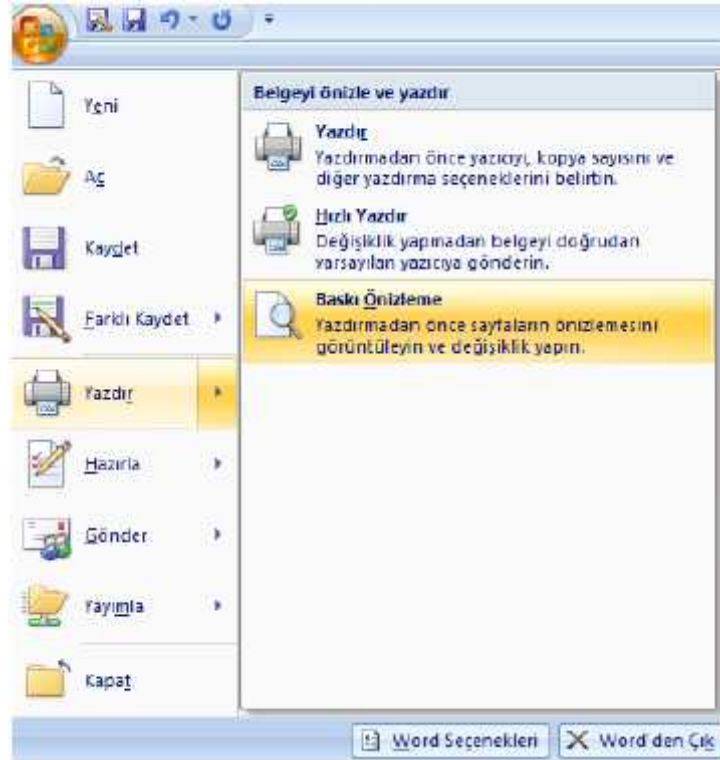 Yeni
Aç
Kaydet
Farklı Kaydet
Yazdır
Hazırla
Gönder
Yayımla
Kapat
Belgeyi önizle ve yazdır
Yazdır
Yazdırmadan önce yazıcıyı, kopya sayısını ve
diğer yazdırma seçeneklerini belirtin.
Hızlı Yazdır
Değişiklik yapmadan belgeyi doğrudan
varsayılan yazıcıya gönderin.
Baskı Önizleme
Yazdırmadan önce sayfaların önizlemesini
görüntüleyin ve değişiklik yapın.
Word Seçenekleri
Word'den Çık